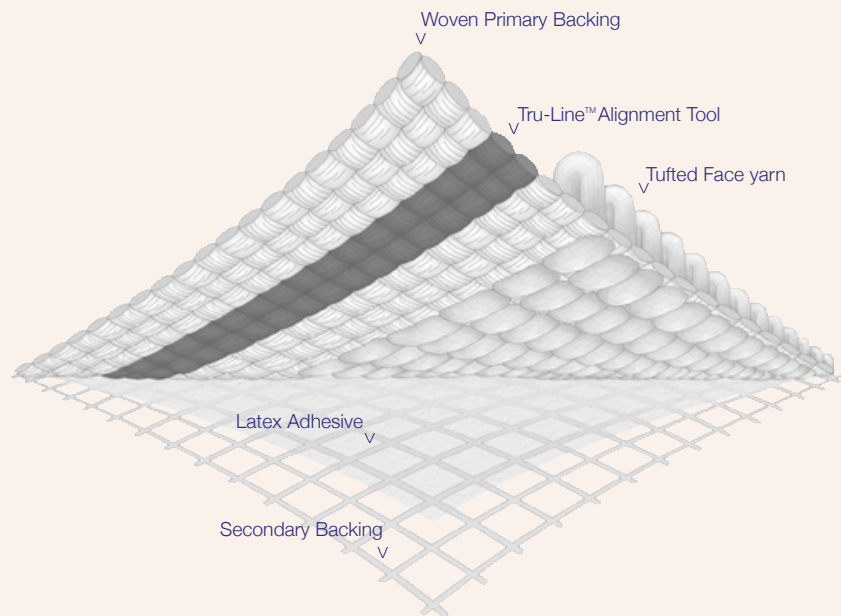 Woven Primary Backing
Tru-Line™ Alignment Tool
Tufted Face yarn
Latex Adhesive
Secondary Backing